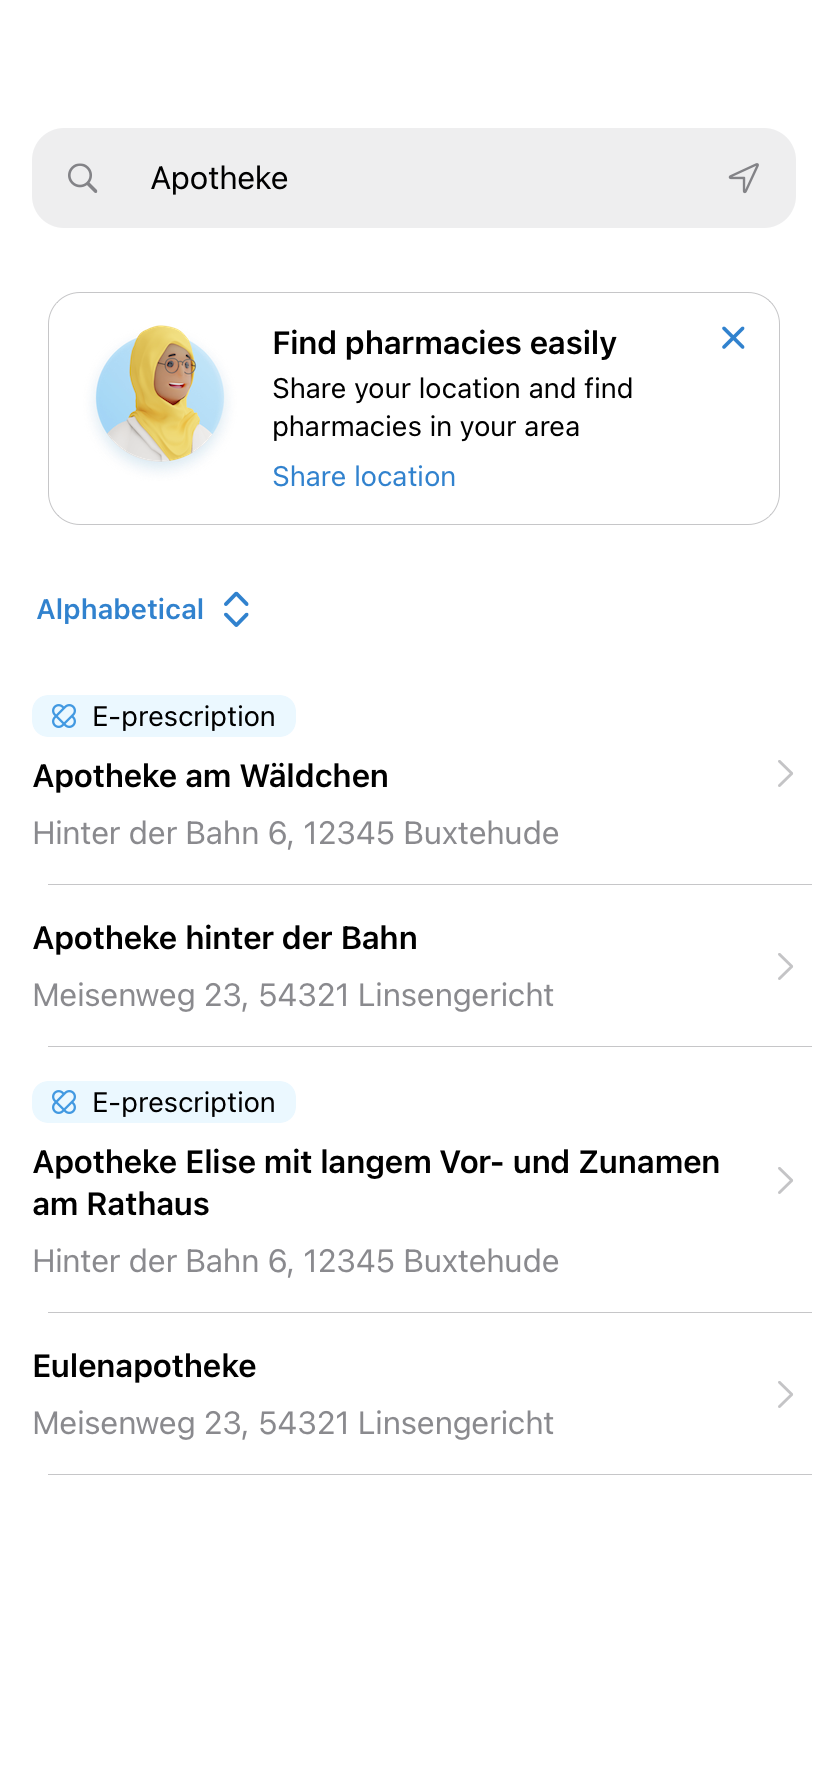 Apotheke
Find pharmacies easily
Share your location and find
pharmacies in your area
Share location
Alphabetical
E-prescription
Apotheke am Wäldchen
Hinter der Bahn 6, 12345 Buxtehude
Apotheke hinter der Bahn
Meisenweg 23, 54321 Linsengericht
E-prescription
Apotheke Elise mit langem Vor- und Zunamen
am Rathaus
Hinter der Bahn 6, 12345 Buxtehude
Eulenapotheke
Meisenweg 23, 54321 Linsengericht